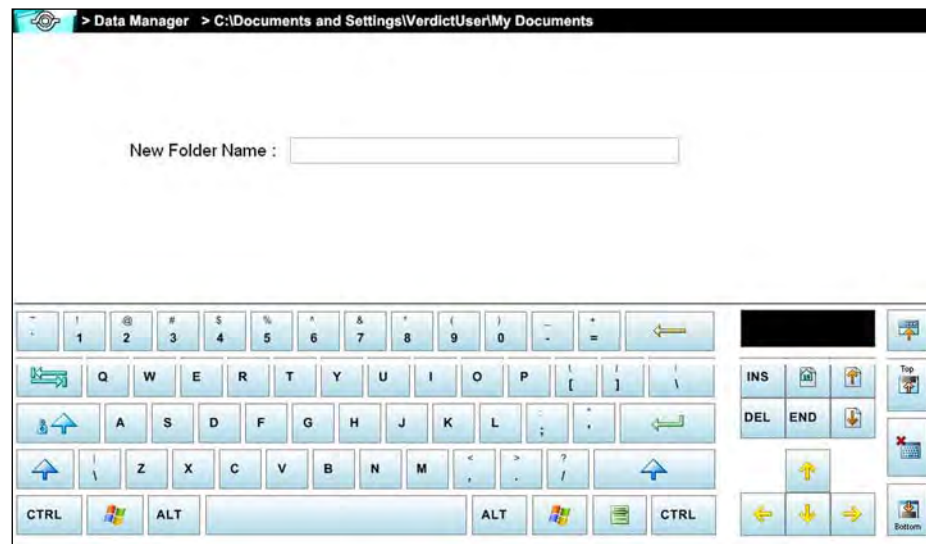 > Data Manager > C:\Documents and Settings\VerdictUser\My Documents
New Folder Name :
~ ! @ # $ % ^ & * ( ) _ +
1 2 3 4 5 6 7 8 9 0 - =
Q W E R T Y U I O P [ ] \
INS
Top
A S D F G H J K L : ;
DEL END
\ Z X C V B N M < , > . ? /
CTRL ALT ALT CTRL
Bottom